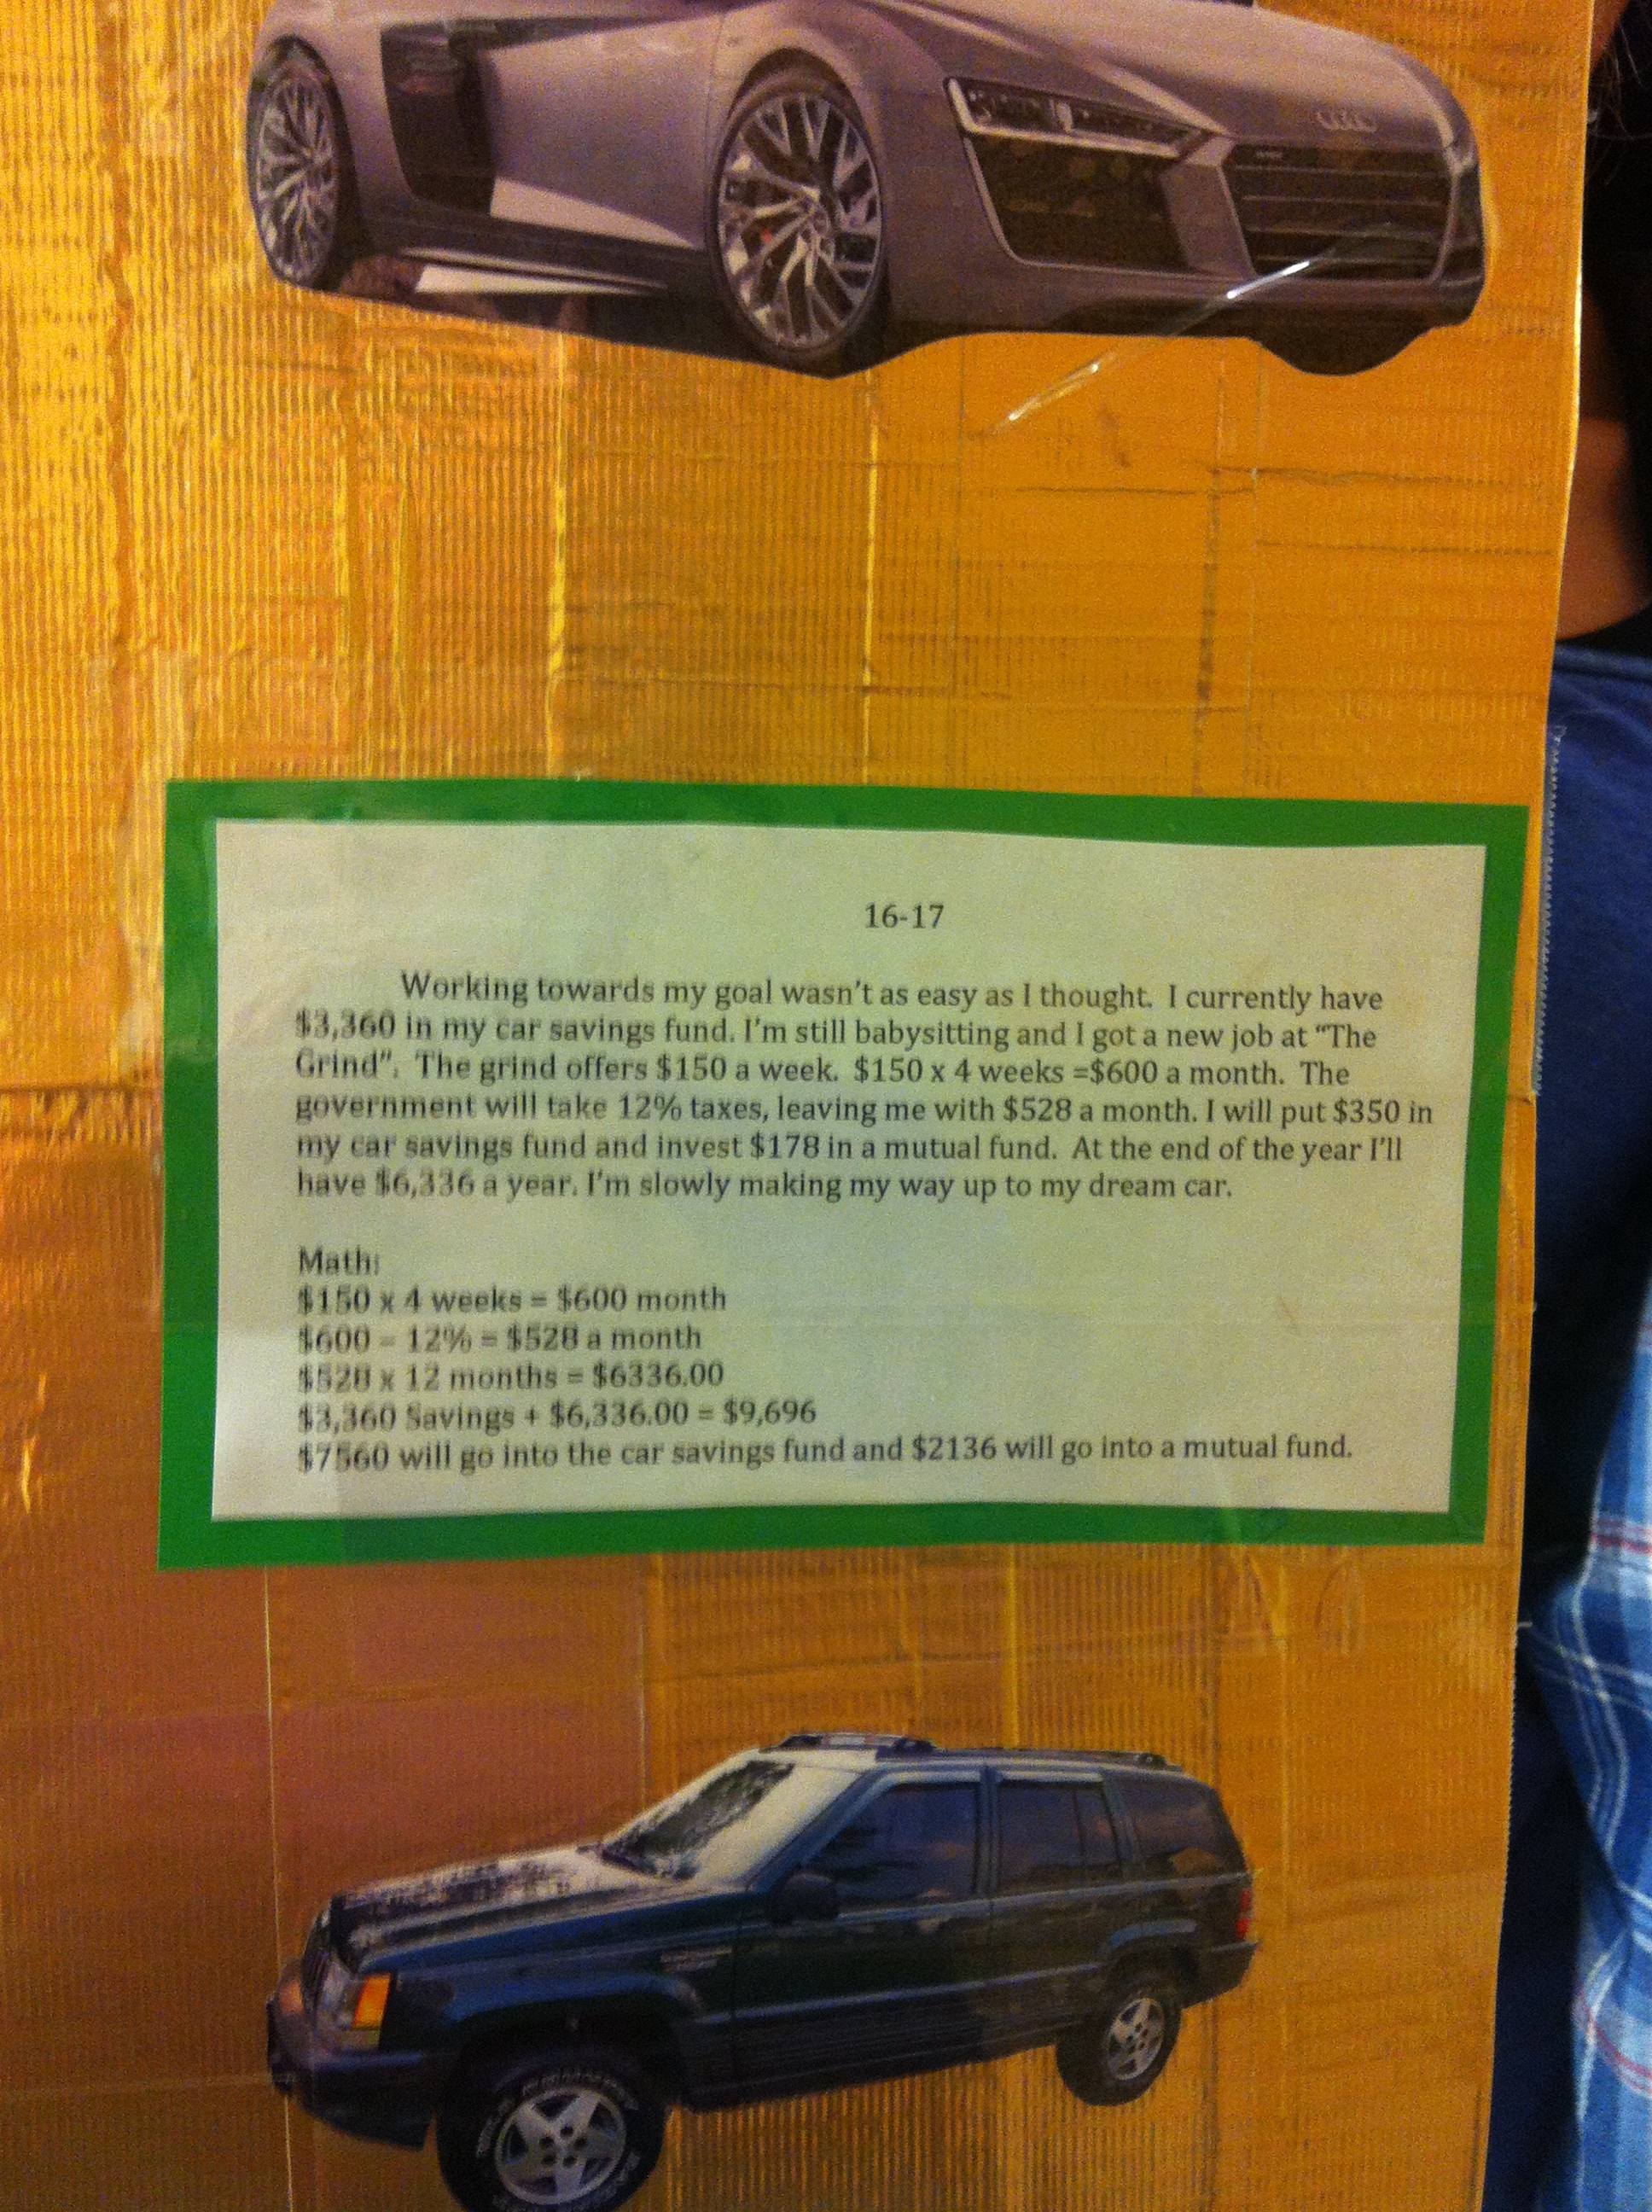 16-17
Working towards my goal wasn't as easy as I thought. I currently have
$3,360 in my car savings fund. I'm still babysitting and I got a new job at "The
Grind". The grind offers $150 a week. $150 x 4 weeks =$600 a month. The
government will take 12% taxes, leaving me with $528 a month. I will put $350 in
my car savings fund and invest $178 in a mutual fund. At the end of the year I'll
have $6,336 a year. I'm slowly making my way up to my dream car.
Math:
$150 x 4 weeks = $600 month
$600 - 12% = $528 a month
$528 x 12 months = $6336.00
$3,360 Savings + $6,336.00 = $9,696
$7560 will go into the car savings fund and $2136 will go into a mutual fund.